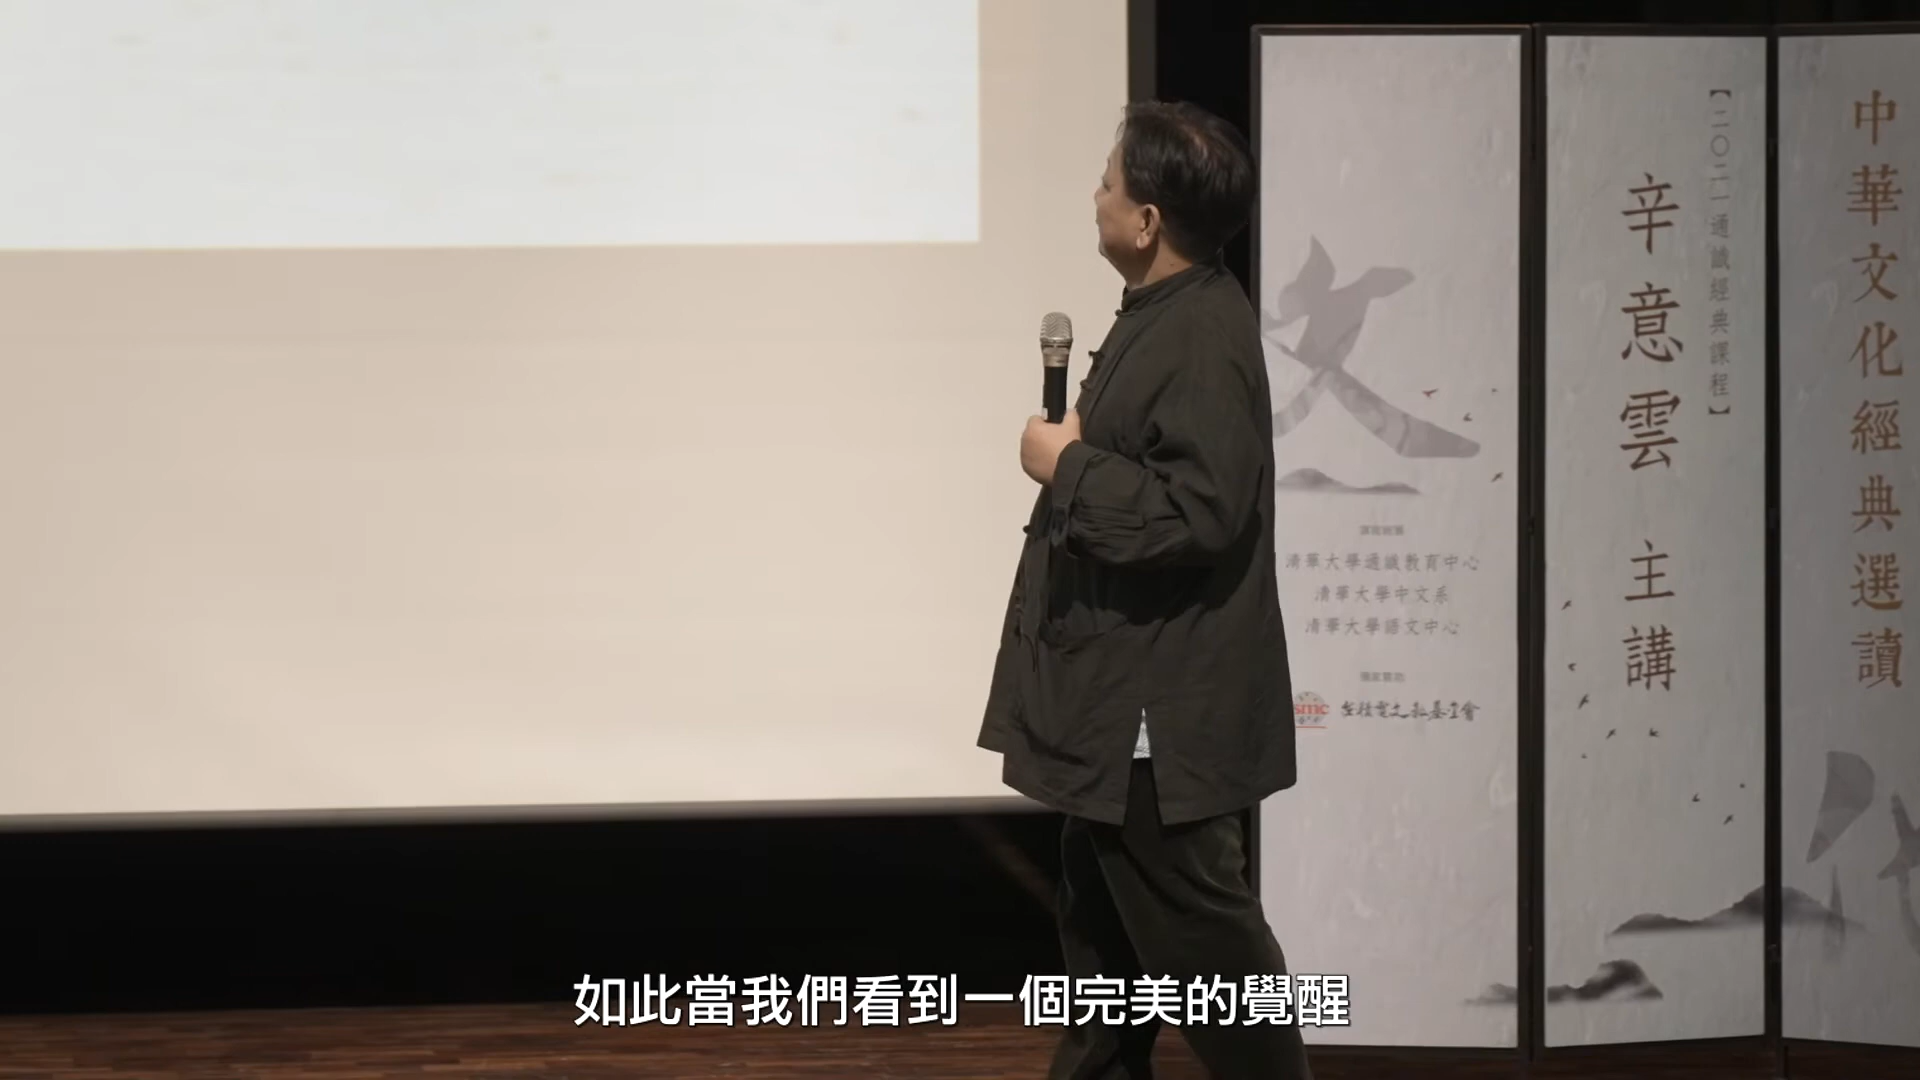 中華文化經典選讀
【二〇二一通識經典課程】
辛意雲 主講
文
清華大學通識教育中心
清華大學中文系
清華大學語文中心
smc 台積電文教基金會
如此當我們看到一個完美的覺醒